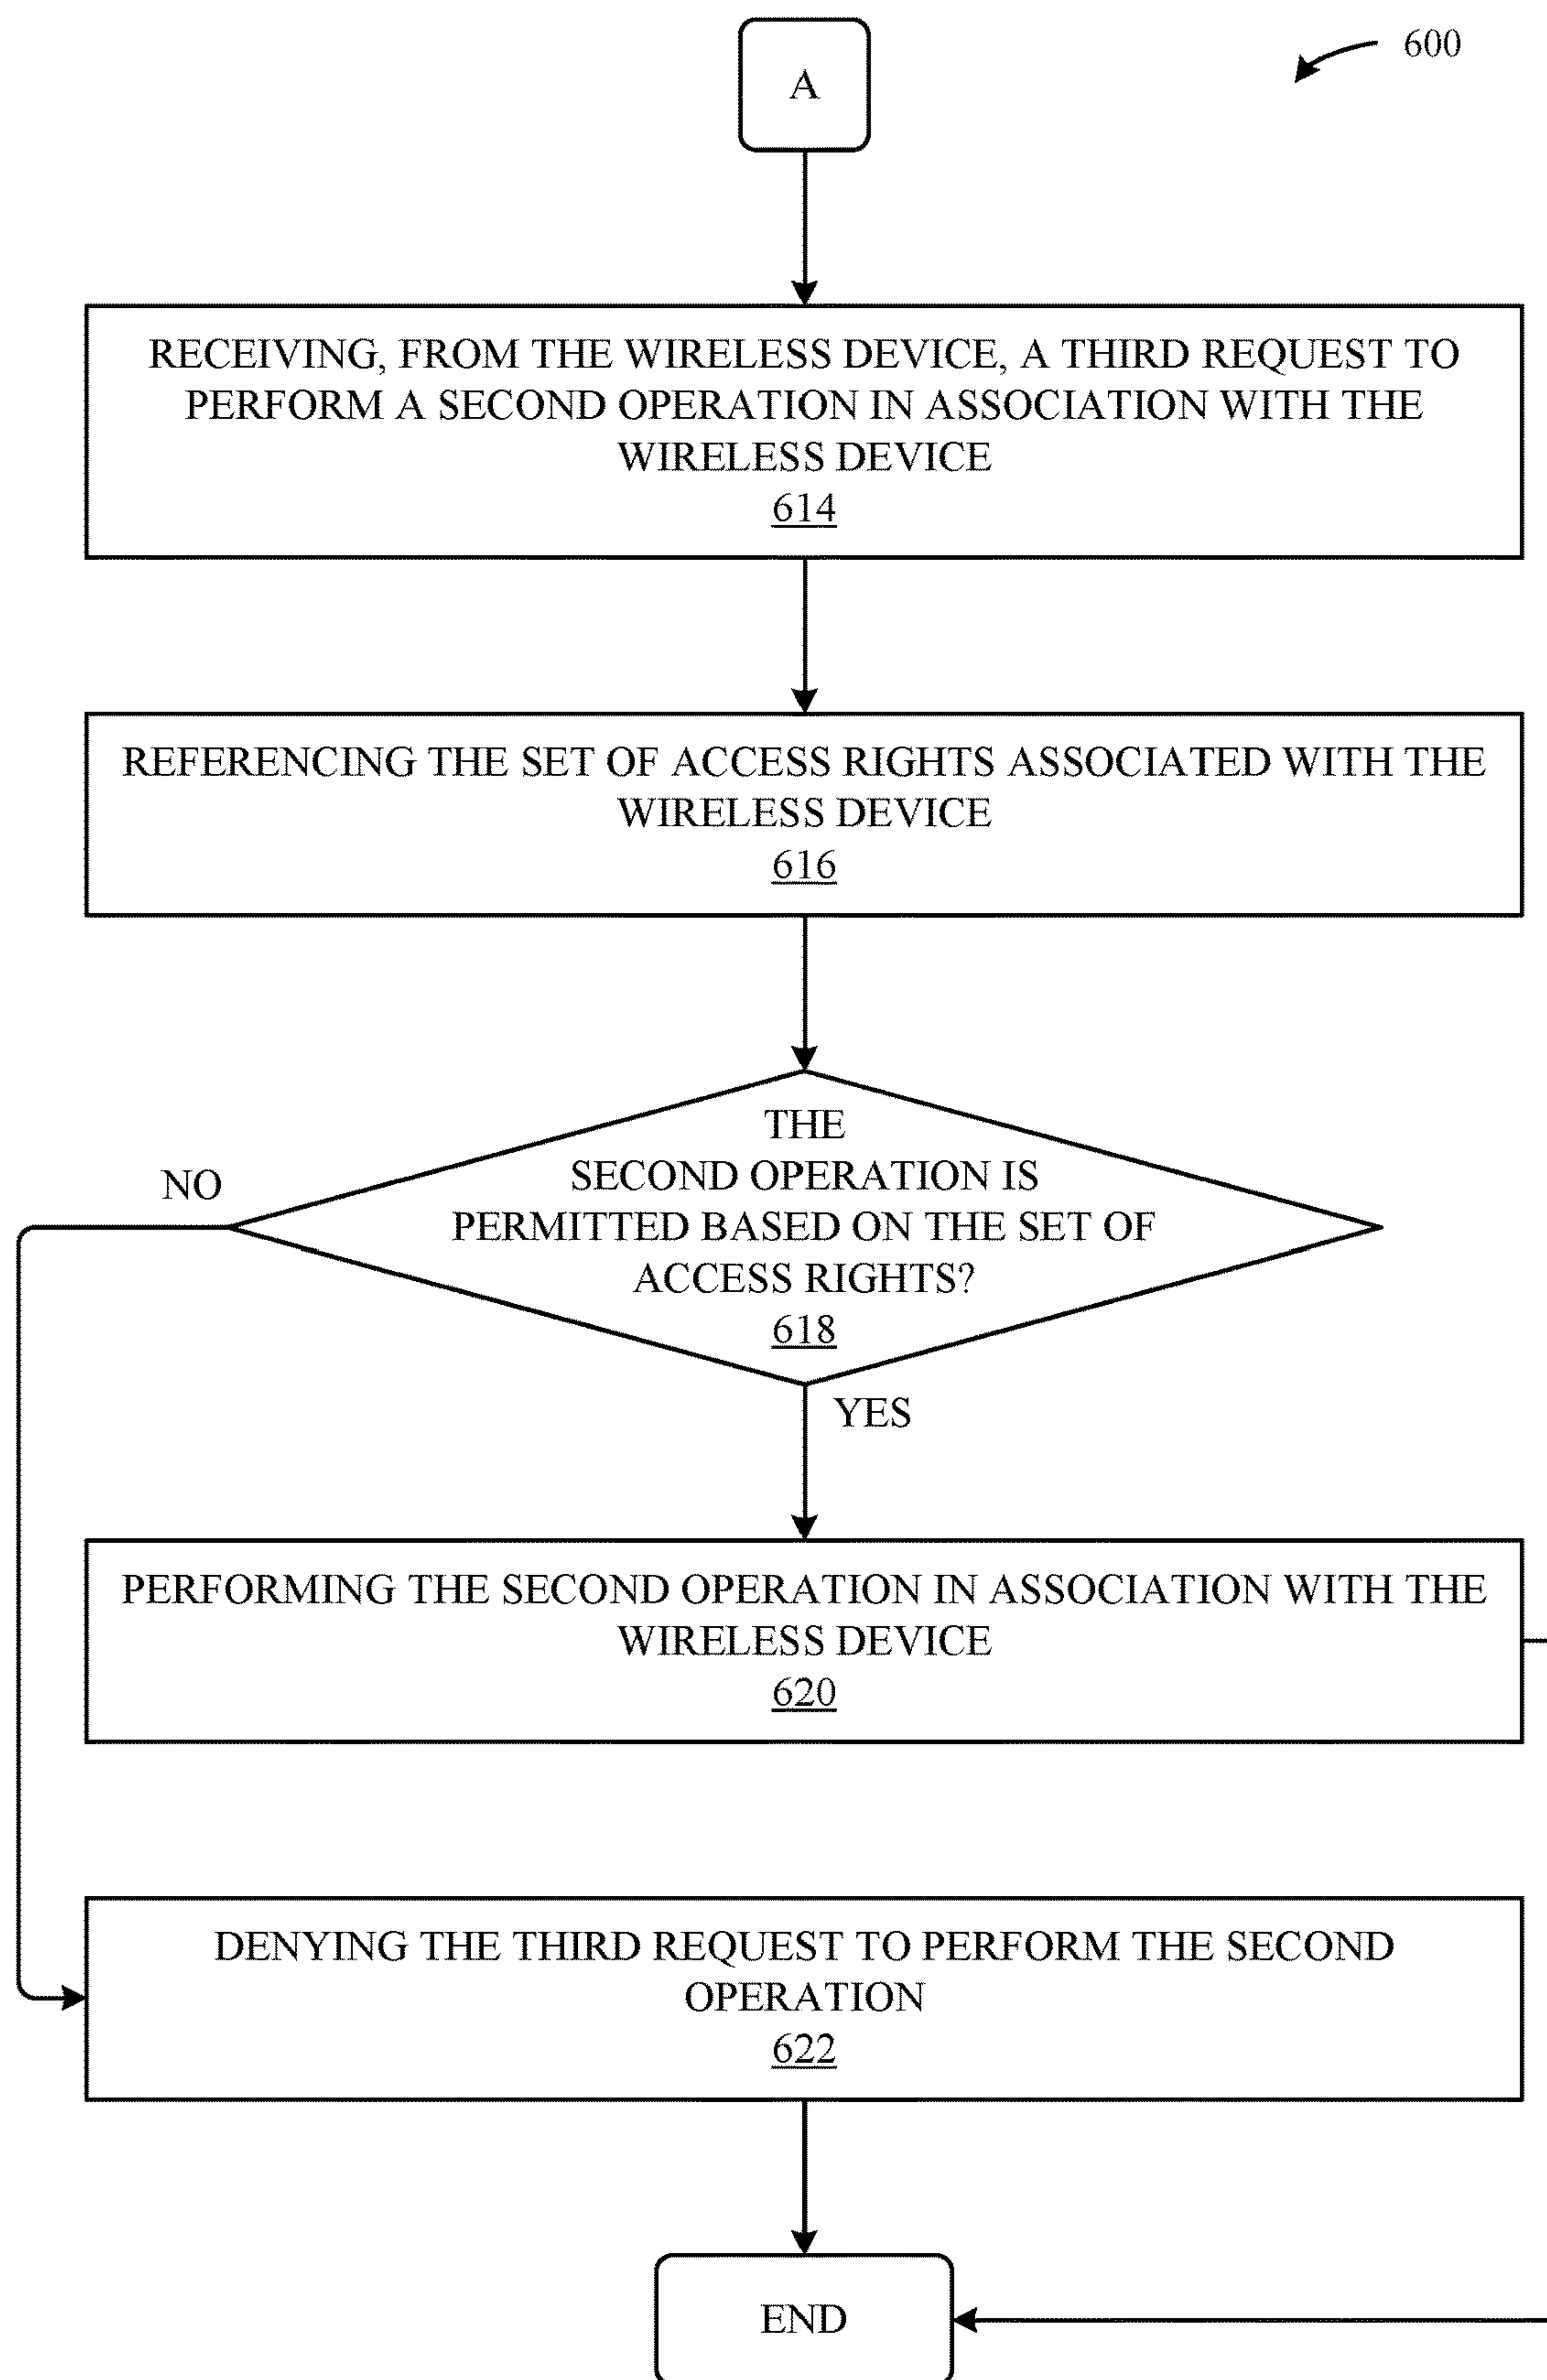 600
A
RECEIVING, FROM THE WIRELESS DEVICE, A THIRD REQUEST TO
PERFORM A SECOND OPERATION IN ASSOCIATION WITH THE
WIRELESS DEVICE
614
REFERENCING THE SET OF ACCESS RIGHTS ASSOCIATED WITH THE
WIRELESS DEVICE
616
THE
SECOND OPERATION IS
PERMITTED BASED ON THE SET OF
ACCESS RIGHTS?
618
NO
YES
PERFORMING THE SECOND OPERATION IN ASSOCIATION WITH THE
WIRELESS DEVICE
620
DENYING THE THIRD REQUEST TO PERFORM THE SECOND
OPERATION
622
END